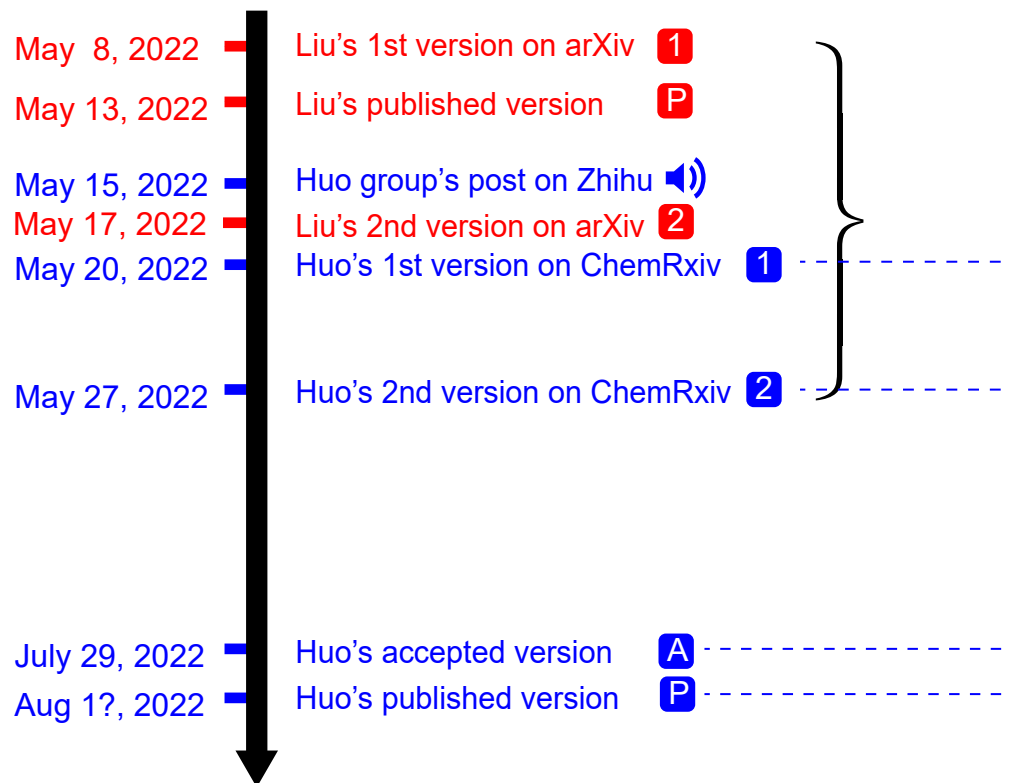 May 8, 2022 Liu's 1st version on arXiv 1
May 13, 2022 Liu's published version P
May 15, 2022 Huo group's post on Zhihu
May 17, 2022 Liu's 2nd version on arXiv 2
May 20, 2022 Huo's 1st version on ChemRxiv 1
May 27, 2022 Huo's 2nd version on ChemRxiv 2
July 29, 2022 Huo's accepted version A
Aug 1?, 2022 Huo's published version P